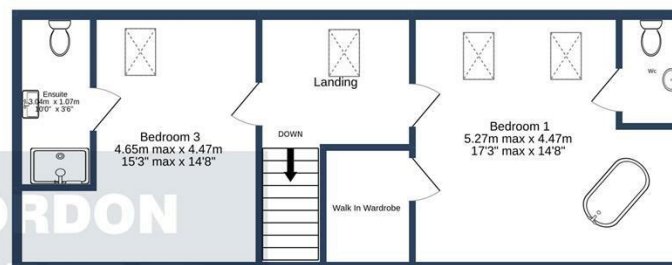 Ensuite
3.04m x 1.07m
10'0" x 3'6"
Bedroom 3
4.65m max x 4.47m
15'3" max x 14'8"
Landing
DOWN
Walk In Wardrobe
Bedroom 1
5.27m max x 4.47m
17'3" max x 14'8"
Wc
ORDON